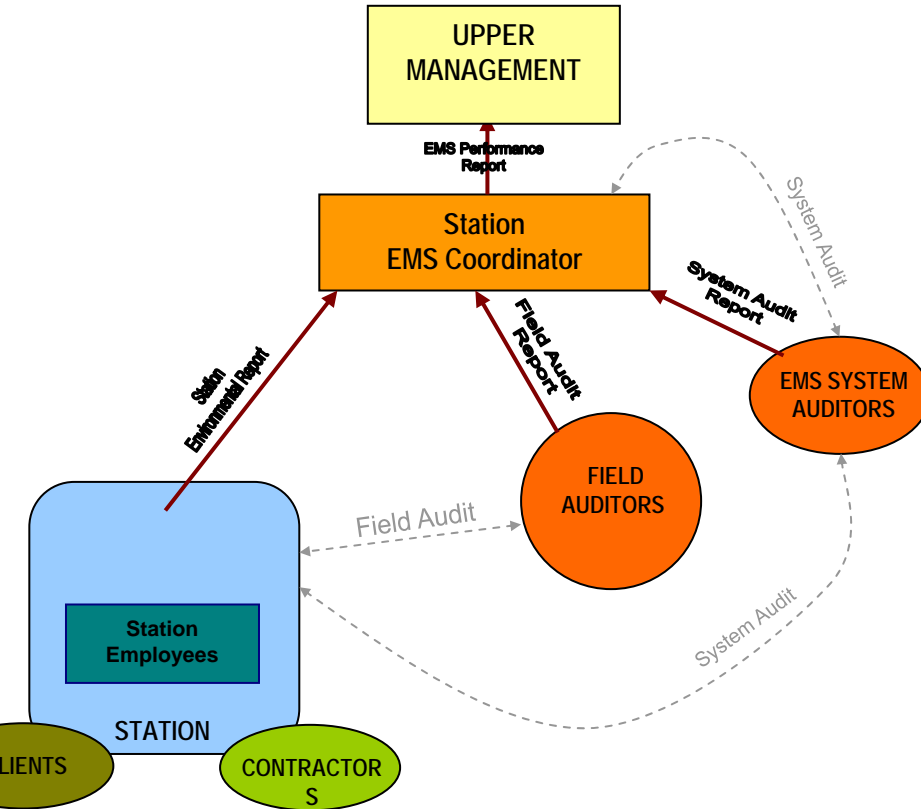 UPPER
MANAGEMENT
EMS Performance
Report
Station
EMS Coordinator
System Audit
System Audit
Report
Field Audit
Report
Station
Environmental Report
EMS SYSTEM
AUDITORS
FIELD
AUDITORS
Field Audit
System Audit
Station
Employees
STATION
LIENTS
CONTRACTOR
S